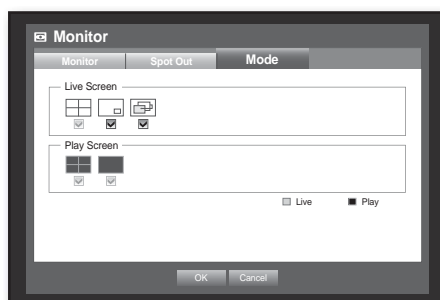 Monitor
Monitor Spot Out Mode
Live Screen
Play Screen
Live Play
OK Cancel